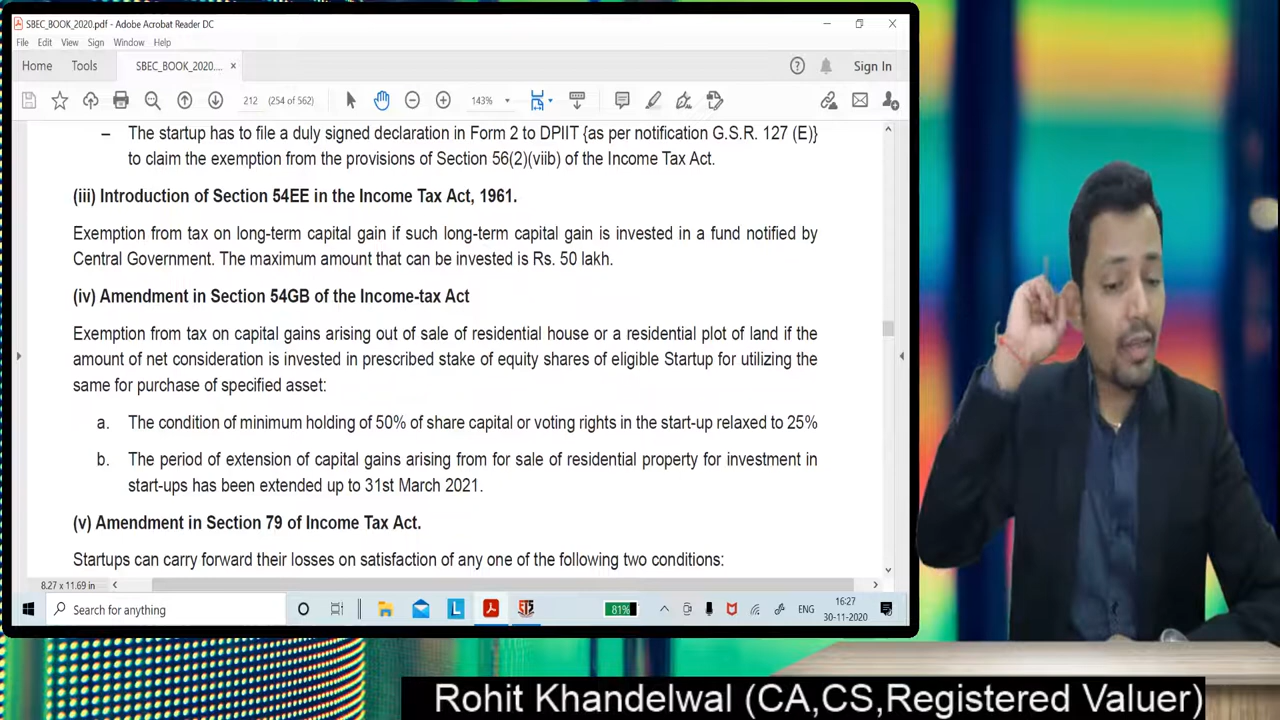 SBEC_BOOK_2020.pdf - Adobe Acrobat Reader DC
File Edit View Sign Window Help
Home Tools SBEC_BOOK_2020.... × Sign In
212 (254 of 562) 143%
– The startup has to file a duly signed declaration in Form 2 to DPIIT {as per notification G.S.R. 127 (E)}
to claim the exemption from the provisions of Section 56(2)(viib) of the Income Tax Act.
(iii) Introduction of Section 54EE in the Income Tax Act, 1961.
Exemption from tax on long-term capital gain if such long-term capital gain is invested in a fund notified by
Central Government. The maximum amount that can be invested is Rs. 50 lakh.
(iv) Amendment in Section 54GB of the Income-tax Act
Exemption from tax on capital gains arising out of sale of residential house or a residential plot of land if the
amount of net consideration is invested in prescribed stake of equity shares of eligible Startup for utilizing the
same for purchase of specified asset:
a. The condition of minimum holding of 50% of share capital or voting rights in the start-up relaxed to 25%
b. The period of extension of capital gains arising from for sale of residential property for investment in
start-ups has been extended up to 31st March 2021.
(v) Amendment in Section 79 of Income Tax Act.
Startups can carry forward their losses on satisfaction of any one of the following two conditions:
8.27 x 11.69 in
Search for anything L 81% ENG 16:27
30-11-2020
Rohit Khandelwal (CA,CS,Registered Valuer)